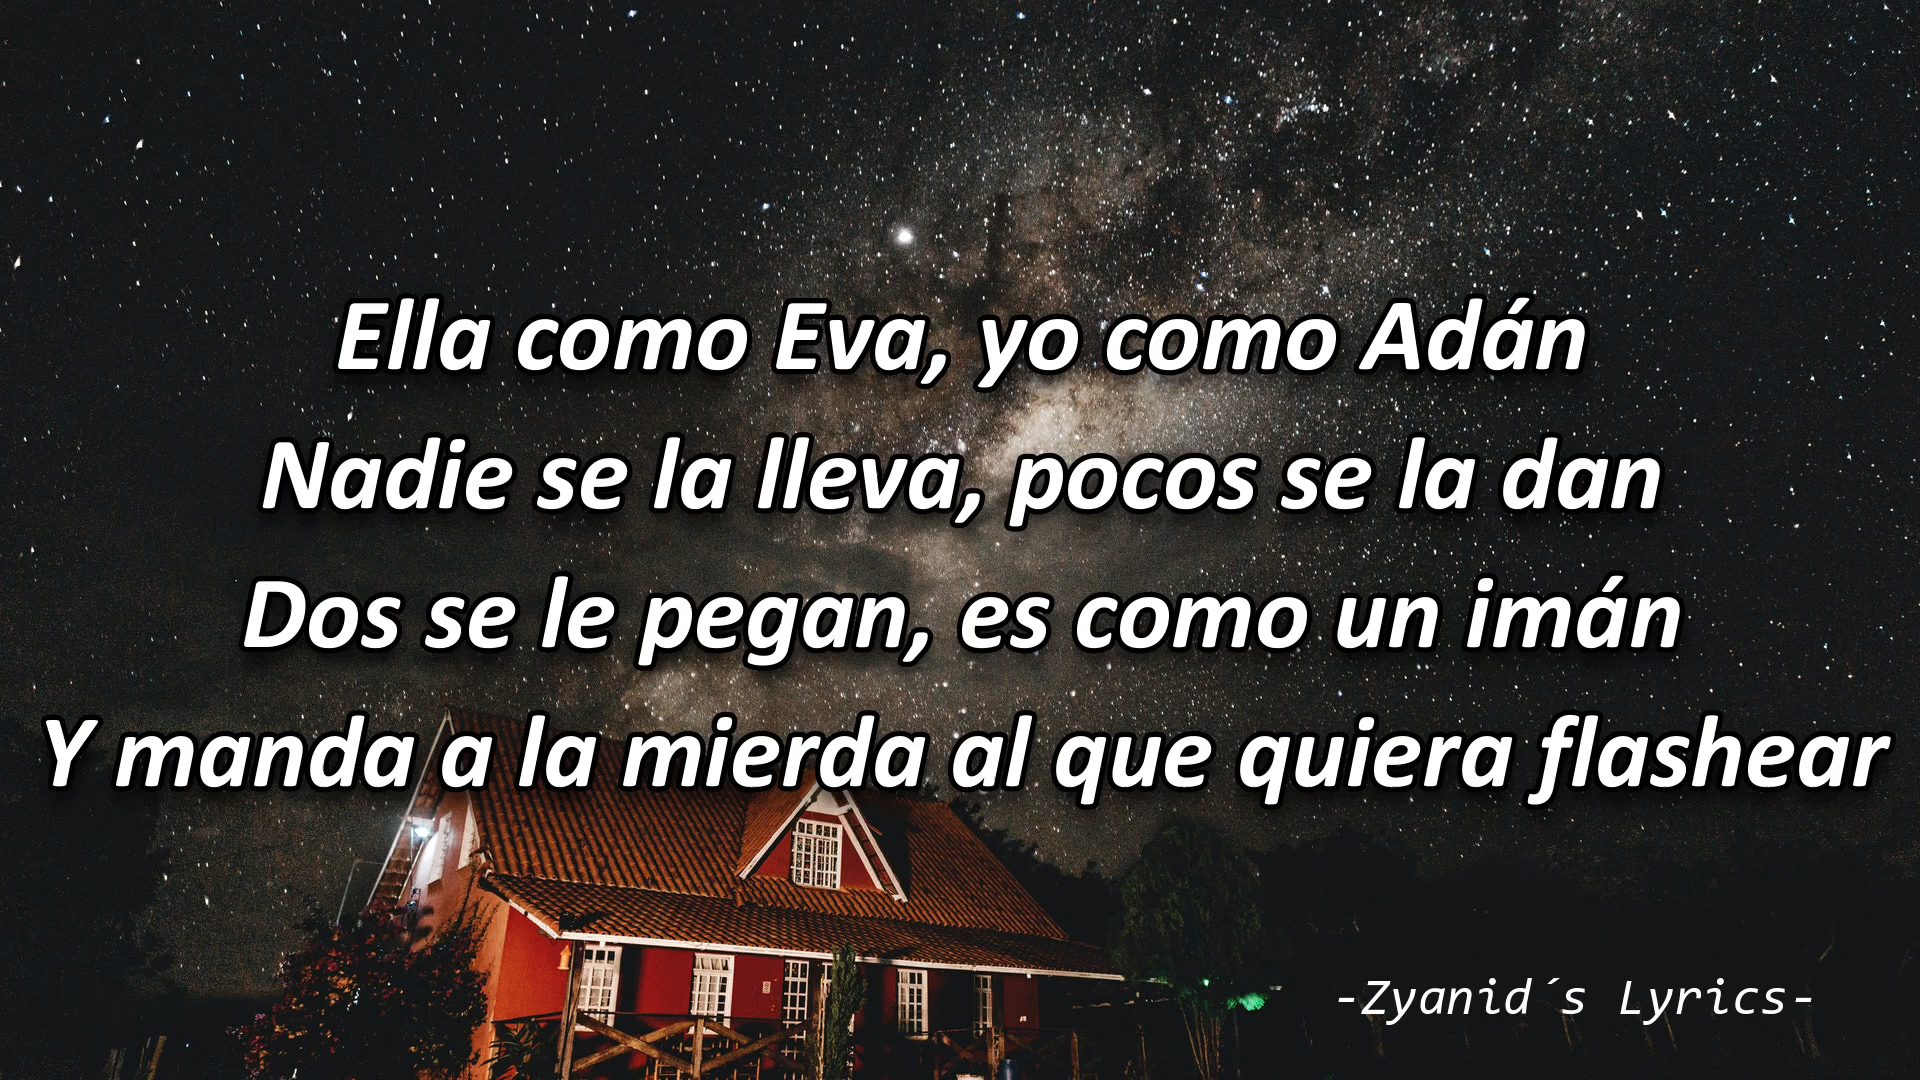 Ella como Eva, yo como Adán
Nadie se la lleva, pocos se la dan
Dos se le pegan, es como un imán
Y manda a la mierda al que quiera flashear
-Zyanid´s Lyrics-